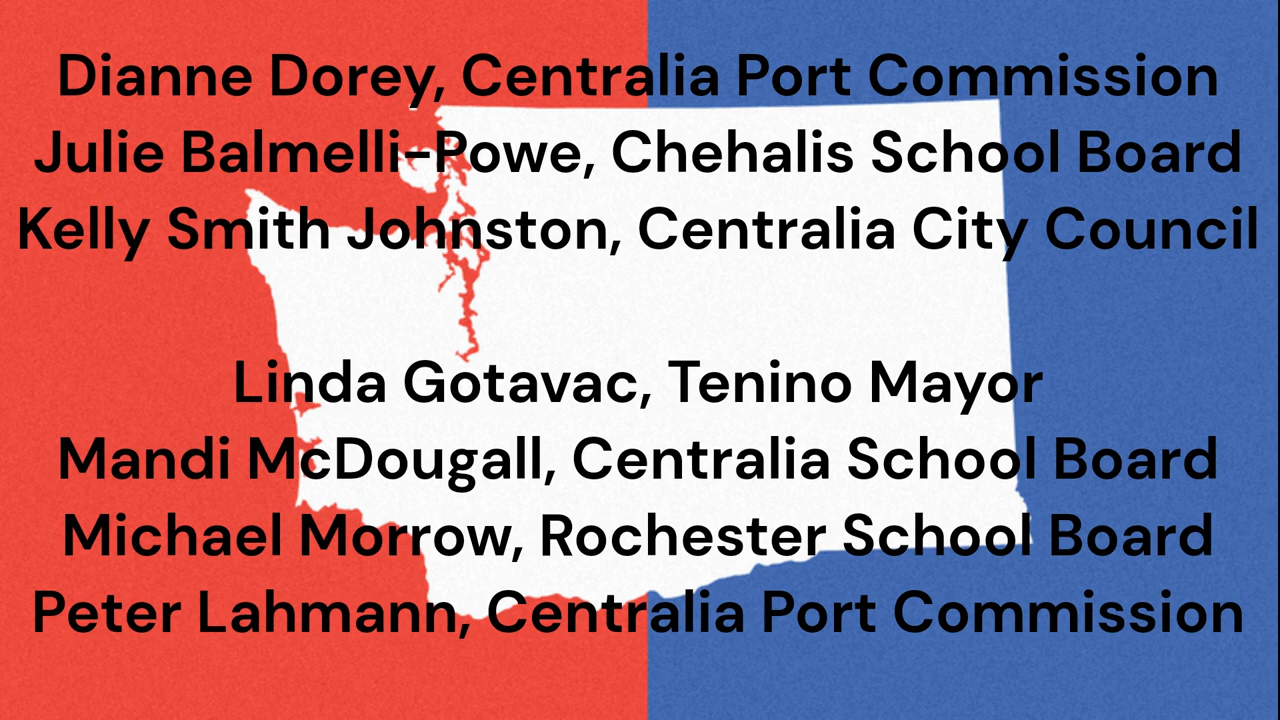 Dianne Dorey, Centralia Port Commission
Julie Balmelli-Powe, Chehalis School Board
Kelly Smith Johnston, Centralia City Council
Linda Gotavac, Tenino Mayor
Mandi McDougall, Centralia School Board
Michael Morrow, Rochester School Board
Peter Lahmann, Centralia Port Commission